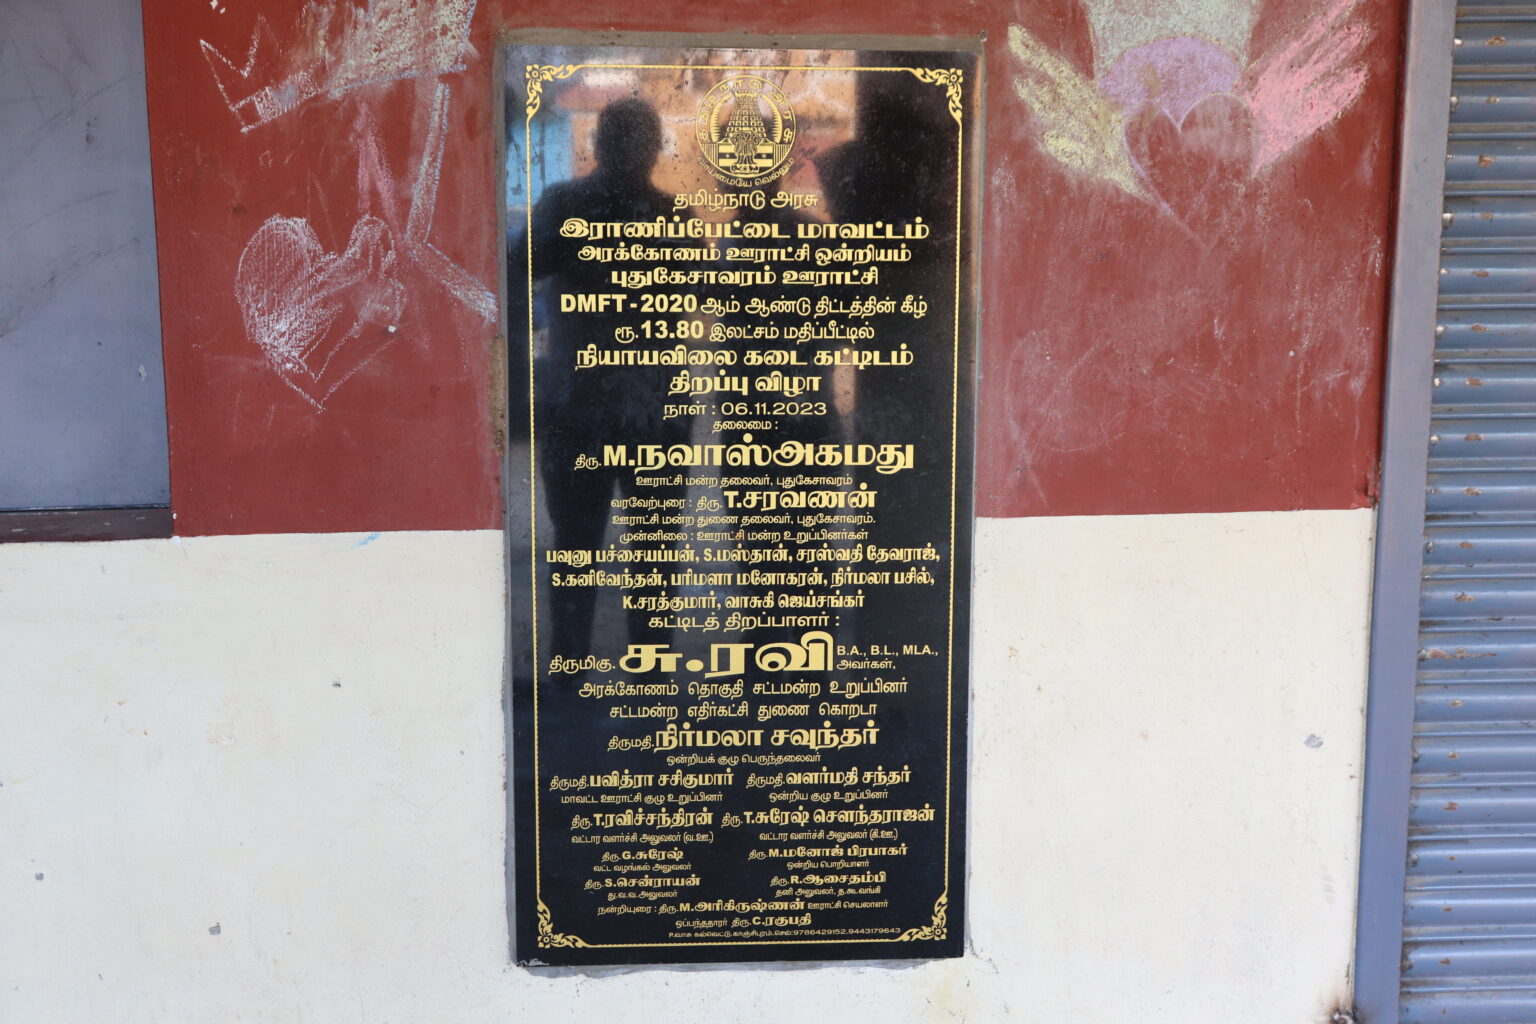 தமிழ்நாடு அரசு
வாய்மையே வெல்லும்
தமிழ்நாடு அரசு
இராணிப்பேட்டை மாவட்டம்
அரக்கோணம் ஊராட்சி ஒன்றியம்
புதுகேசாவரம் ஊராட்சி
DMFT - 2020 ஆம் ஆண்டு திட்டத்தின் கீழ்
ரூ.13.80 இலட்சம் மதிப்பீட்டில்
நியாயவிலை கடை கட்டிடம்
திறப்பு விழா
நாள் : 06.11.2023
தலைமை :
திரு.M.நவாஸ்அகமது
ஊராட்சி மன்ற தலைவர், புதுகேசாவரம்
வரவேற்புரை : திரு.T.சரவணன்
ஊராட்சி மன்ற துணை தலைவர், புதுகேசாவரம்.
முன்னிலை : ஊராட்சி மன்ற உறுப்பினர்கள்
பவுனு பச்சையப்பன், S.மஸ்தான், சரஸ்வதி தேவராஜ்,
S.கனிவேந்தன், பரிமளா மனோகரன், நிர்மலா பசில்,
K.சரத்குமார், வாசுகி ஜெய்சங்கர்
கட்டிடத் திறப்பாளர் :
திருமிகு. சு.ரவி B.A., B.L., MLA., அவர்கள்,
அரக்கோணம் தொகுதி சட்டமன்ற உறுப்பினர்
சட்டமன்ற எதிர்கட்சி துணை கொறடா
திருமதி.நிர்மலா சவுந்தர்
ஒன்றியக் குழு பெருந்தலைவர்
திருமதி.பவித்ரா சசிகுமார் திருமதி.வளர்மதி சந்தர்
மாவட்ட ஊராட்சி குழு உறுப்பினர் ஒன்றிய குழு உறுப்பினர்
திரு.T.ரவிச்சந்திரன் திரு.T.சுரேஷ் சௌந்தராஜன்
வட்டார வளர்ச்சி அலுவலர் (வ.ஊ.) வட்டார வளர்ச்சி அலுவலர் (கி.ஊ.)
திரு.G.சுரேஷ் திரு.M.மனோஜ் பிரபாகர்
வட்ட வழங்கல் அலுவலர் ஒன்றிய பொறியாளர்
திரு.S.சென்ராயன் திரு.R.ஆசைதம்பி
து.வ.வ.அலுவலர் தனி அலுவலர், த.கூ.வங்கி
நன்றியுரை : திரு.M.அரிகிருஷ்ணன் ஊராட்சி செயலாளர்
ஒப்பந்ததாரர் திரு.C.ரகுபதி
P.வாசு கல்வெட்டு,காஞ்சிபுரம்,செல்:9786429152,9443179643